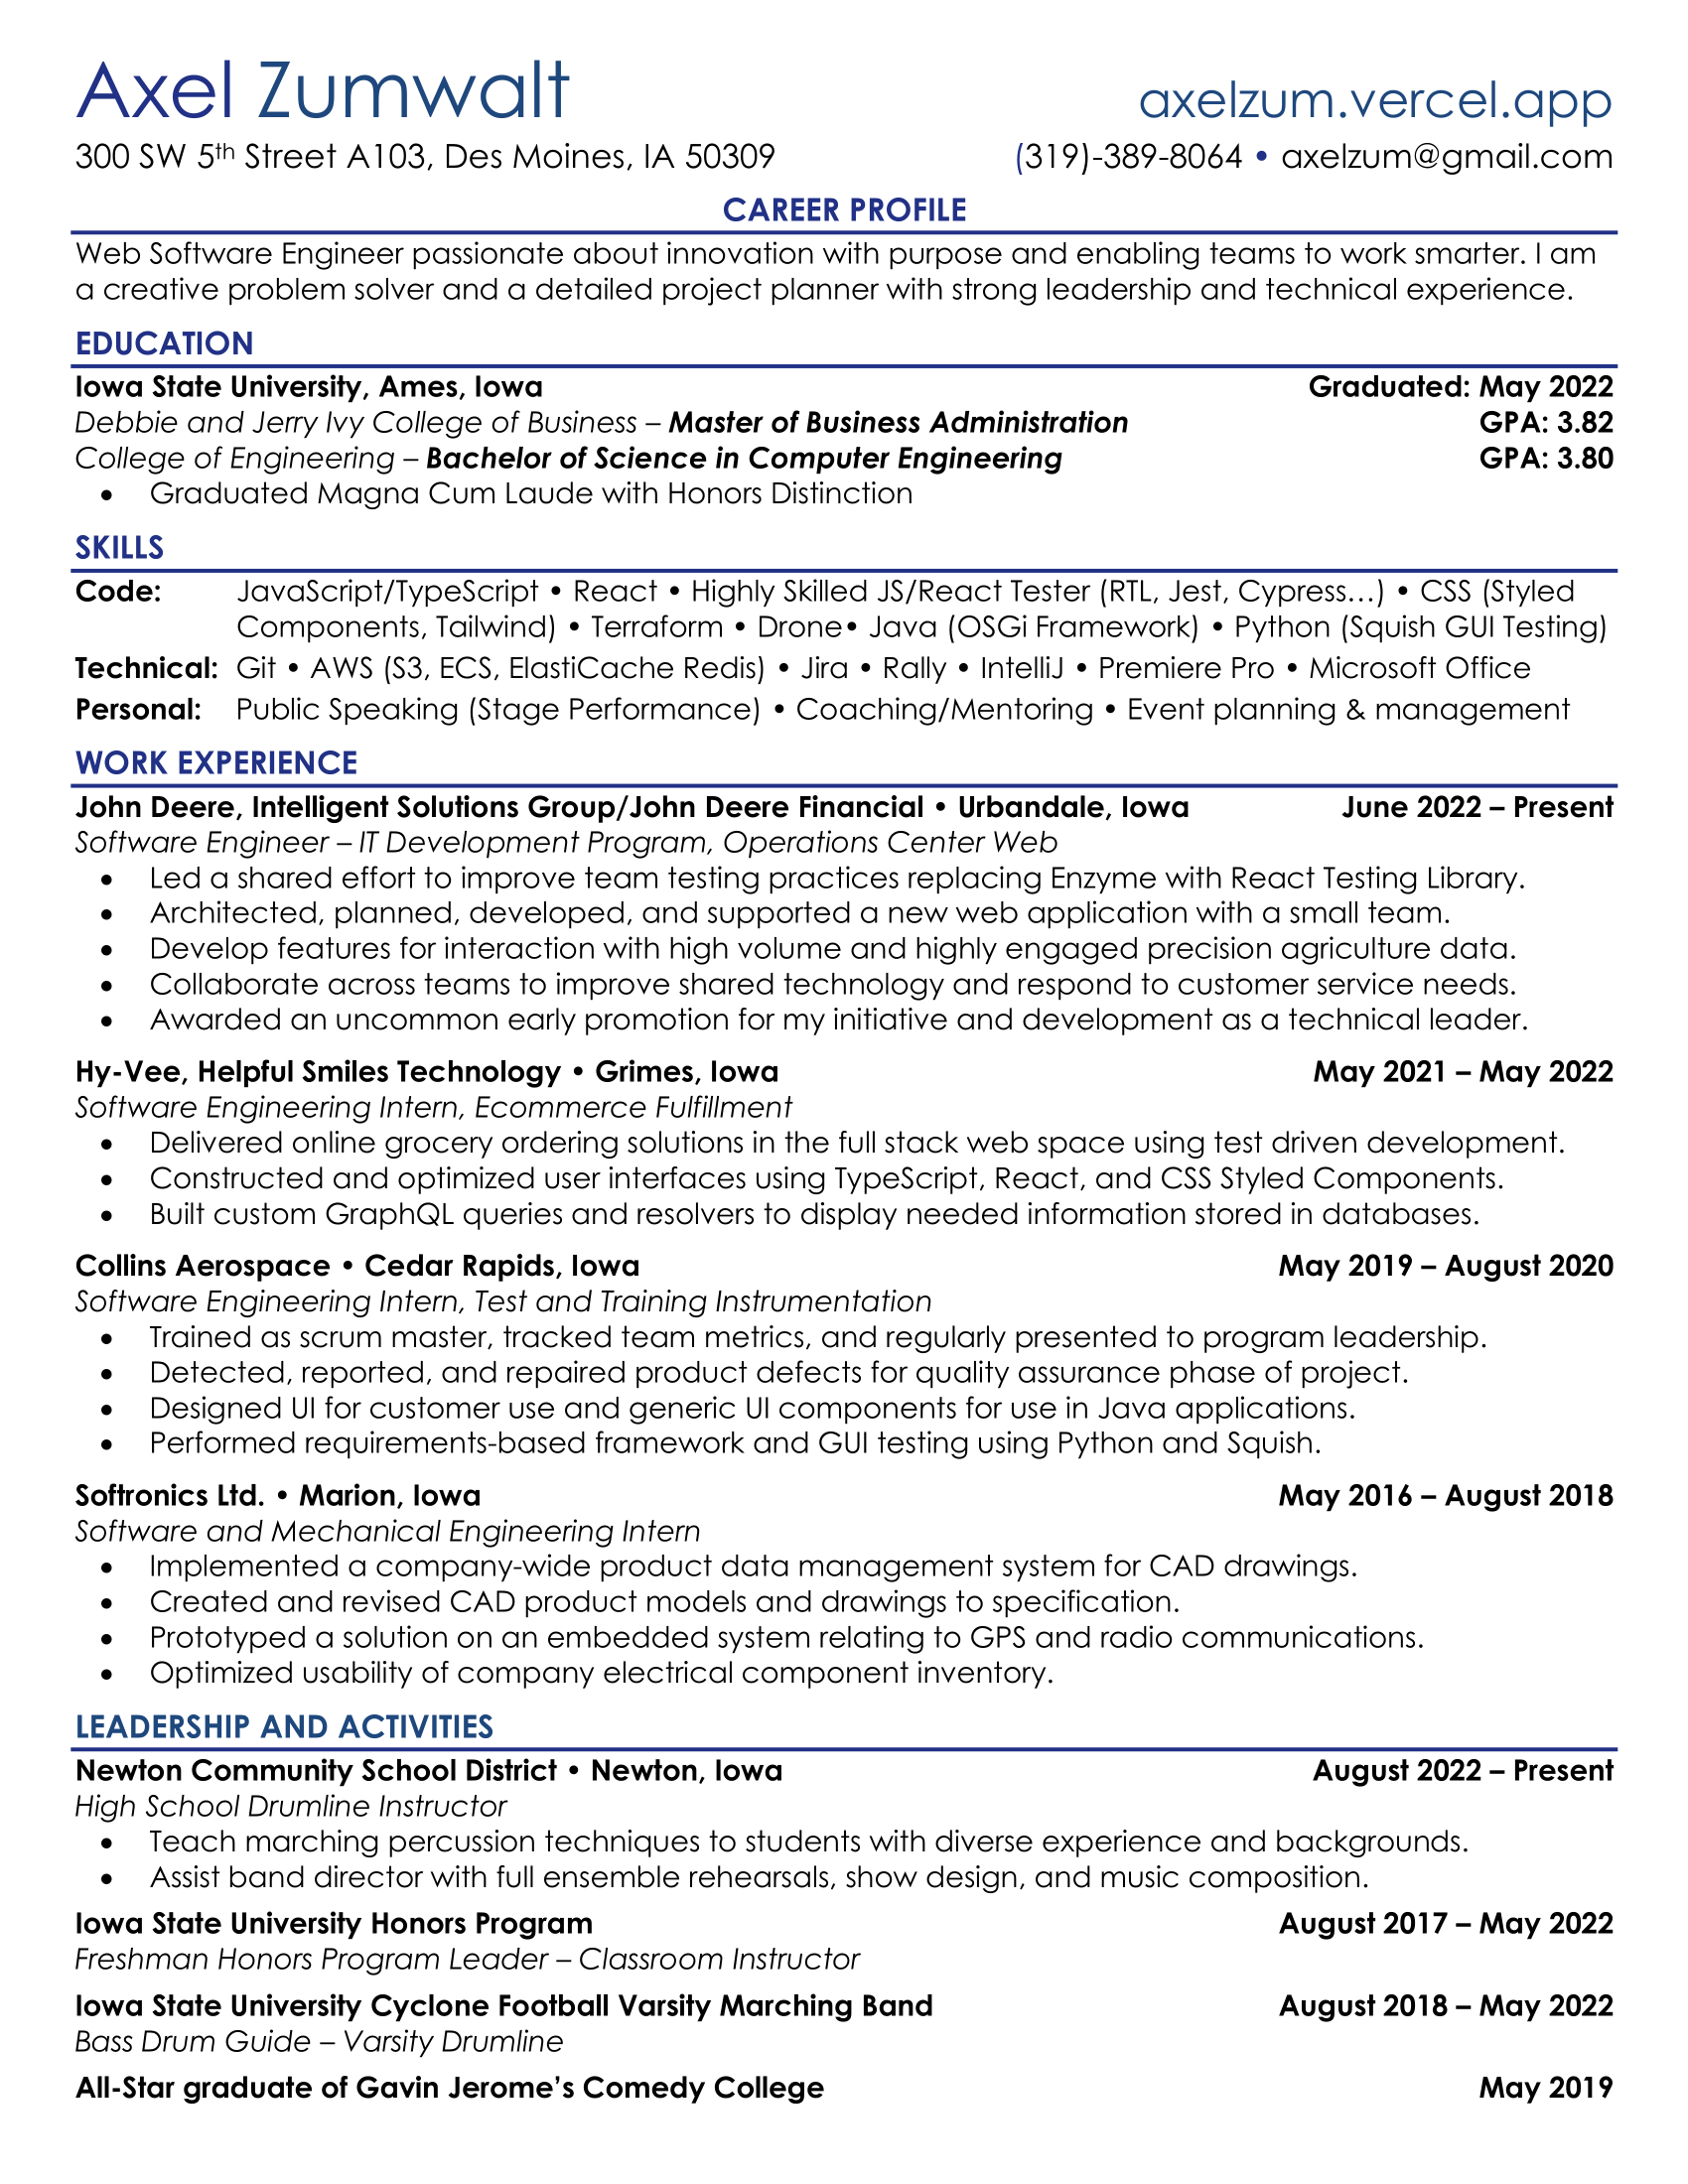 Axel Zumwalt axelzum.vercel.app
300 SW 5th Street A103, Des Moines, IA 50309 (319)-389-8064 • axelzum@gmail.com
CAREER PROFILE
Web Software Engineer passionate about innovation with purpose and enabling teams to work smarter. I am
a creative problem solver and a detailed project planner with strong leadership and technical experience.
EDUCATION
Iowa State University, Ames, Iowa Graduated: May 2022
Debbie and Jerry Ivy College of Business – Master of Business Administration GPA: 3.82
College of Engineering – Bachelor of Science in Computer Engineering GPA: 3.80
• Graduated Magna Cum Laude with Honors Distinction
SKILLS
Code: JavaScript/TypeScript • React • Highly Skilled JS/React Tester (RTL, Jest, Cypress…) • CSS (Styled
Components, Tailwind) • Terraform • Drone• Java (OSGi Framework) • Python (Squish GUI Testing)
Technical: Git • AWS (S3, ECS, ElastiCache Redis) • Jira • Rally • IntelliJ • Premiere Pro • Microsoft Office
Personal: Public Speaking (Stage Performance) • Coaching/Mentoring • Event planning & management
WORK EXPERIENCE
John Deere, Intelligent Solutions Group/John Deere Financial • Urbandale, Iowa June 2022 – Present
Software Engineer – IT Development Program, Operations Center Web
• Led a shared effort to improve team testing practices replacing Enzyme with React Testing Library.
• Architected, planned, developed, and supported a new web application with a small team.
• Develop features for interaction with high volume and highly engaged precision agriculture data.
• Collaborate across teams to improve shared technology and respond to customer service needs.
• Awarded an uncommon early promotion for my initiative and development as a technical leader.
Hy-Vee, Helpful Smiles Technology • Grimes, Iowa May 2021 – May 2022
Software Engineering Intern, Ecommerce Fulfillment
• Delivered online grocery ordering solutions in the full stack web space using test driven development.
• Constructed and optimized user interfaces using TypeScript, React, and CSS Styled Components.
• Built custom GraphQL queries and resolvers to display needed information stored in databases.
Collins Aerospace • Cedar Rapids, Iowa May 2019 – August 2020
Software Engineering Intern, Test and Training Instrumentation
• Trained as scrum master, tracked team metrics, and regularly presented to program leadership.
• Detected, reported, and repaired product defects for quality assurance phase of project.
• Designed UI for customer use and generic UI components for use in Java applications.
• Performed requirements-based framework and GUI testing using Python and Squish.
Softronics Ltd. • Marion, Iowa May 2016 – August 2018
Software and Mechanical Engineering Intern
• Implemented a company-wide product data management system for CAD drawings.
• Created and revised CAD product models and drawings to specification.
• Prototyped a solution on an embedded system relating to GPS and radio communications.
• Optimized usability of company electrical component inventory.
LEADERSHIP AND ACTIVITIES
Newton Community School District • Newton, Iowa August 2022 – Present
High School Drumline Instructor
• Teach marching percussion techniques to students with diverse experience and backgrounds.
• Assist band director with full ensemble rehearsals, show design, and music composition.
Iowa State University Honors Program August 2017 – May 2022
Freshman Honors Program Leader – Classroom Instructor
Iowa State University Cyclone Football Varsity Marching Band August 2018 – May 2022
Bass Drum Guide – Varsity Drumline
All-Star graduate of Gavin Jerome’s Comedy College May 2019